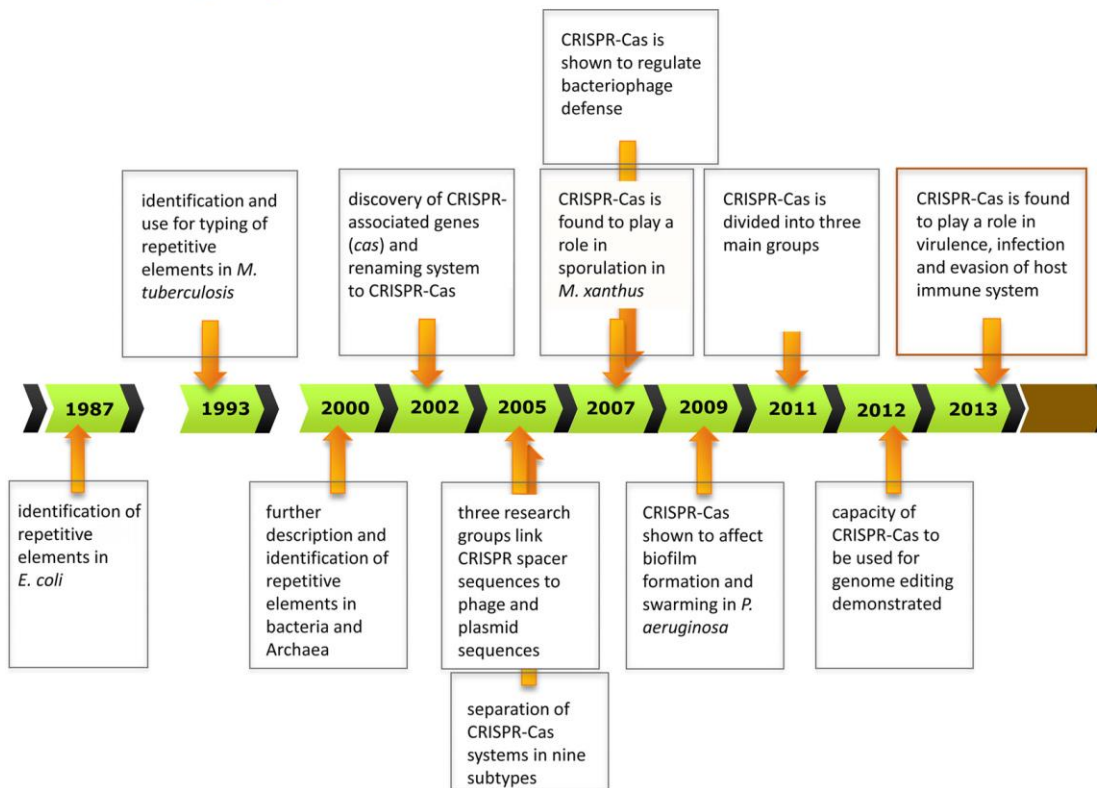 CRISPR-Cas is
shown to regulate
bacteriophage
defense
identification and
use for typing of
repetitive
elements in M.
tuberculosis
discovery of CRISPR-
associated genes
(cas) and
renaming system
to CRISPR-Cas
CRISPR-Cas is
found to play a
role in
sporulation in
M. xanthus
CRISPR-Cas is
divided into three
main groups
CRISPR-Cas is found
to play a role in
virulence, infection
and evasion of host
immune system
1987
1993
2000
2002
2005
2007
2009
2011
2012
2013
identification of
repetitive
elements in
E. coli
further
description and
identification of
repetitive
elements in
bacteria and
Archaea
three research
groups link
CRISPR spacer
sequences to
phage and
plasmid
sequences
CRISPR-Cas
shown to affect
biofilm
formation and
swarming in P.
aeruginosa
capacity of
CRISPR-Cas to
be used for
genome editing
demonstrated
separation of
CRISPR-Cas
systems in nine
subtypes